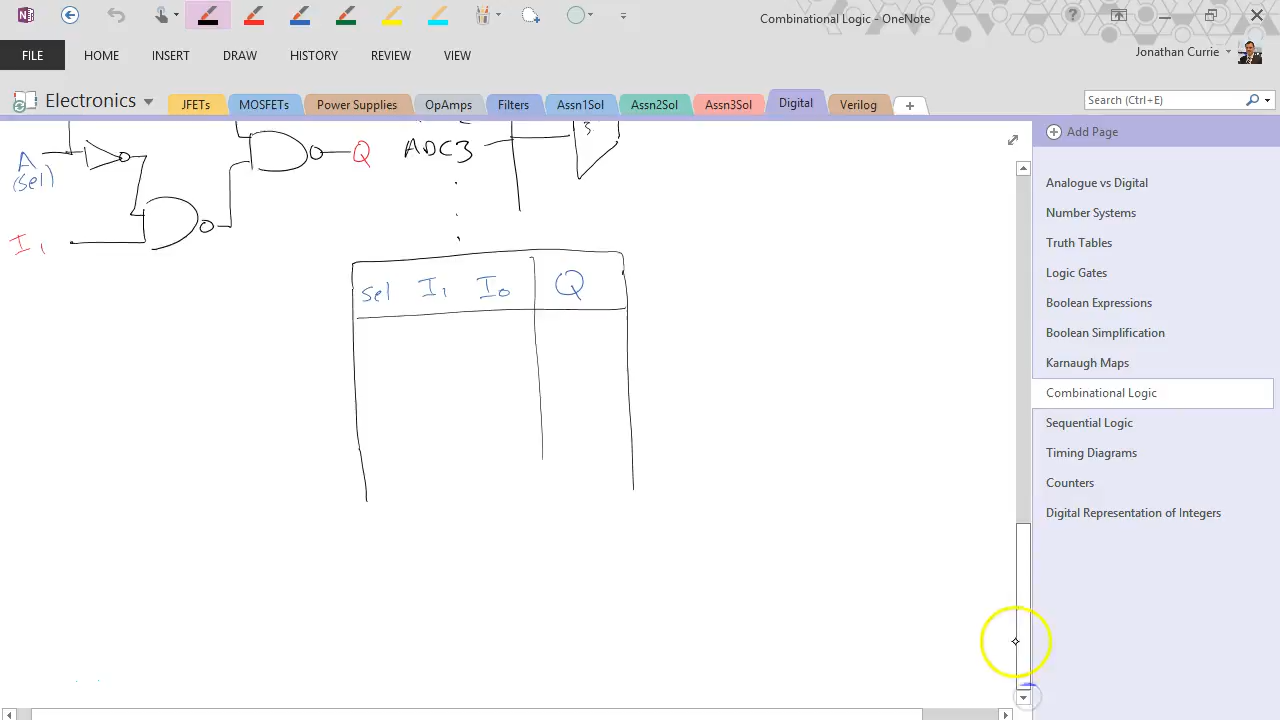 Combinational Logic - OneNote
?
Jonathan Currie
FILE HOME INSERT DRAW HISTORY REVIEW VIEW
Electronics
JFETs MOSFETs Power Supplies OpAmps Filters Assn1Sol Assn2Sol Assn3Sol Digital Verilog +
Search (Ctrl+E)
Add Page
Analogue vs Digital
Number Systems
Truth Tables
Logic Gates
Boolean Expressions
Boolean Simplification
Karnaugh Maps
Combinational Logic
Sequential Logic
Timing Diagrams
Counters
Digital Representation of Integers
A
(sel)
I1
Q
ADC3
3
sel I1 I0 Q